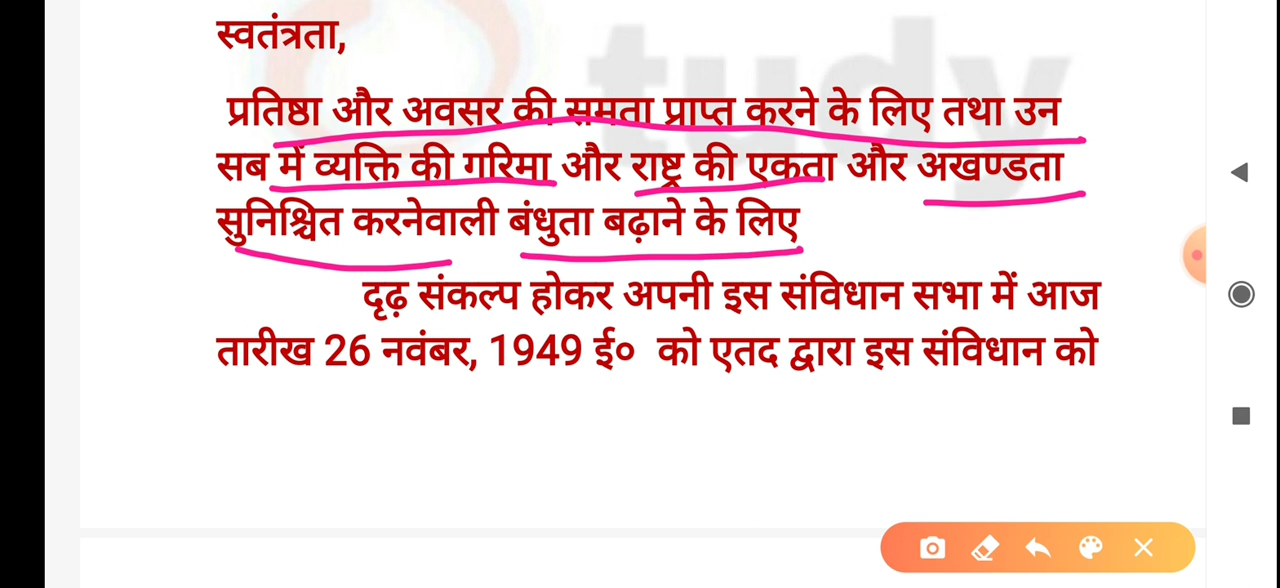 स्वतंत्रता,
tudy
प्रतिष्ठा और अवसर की समता प्राप्त करने के लिए तथा उन
सब में व्यक्ति की गरिमा और राष्ट्र की एकता और अखण्डता
सुनिश्चित करनेवाली बंधुता बढ़ाने के लिए
दृढ़ संकल्प होकर अपनी इस संविधान सभा में आज
तारीख 26 नवंबर, 1949 ई० को एतद द्वारा इस संविधान को